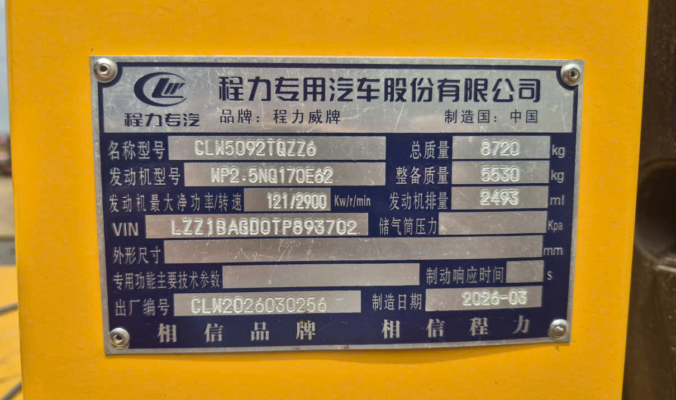 程力专用汽车股份有限公司
程力专汽 品牌：程力威牌 制造国：中国
名称型号 CLW5092TQZZ6 总质量 8720 kg
发动机型号 WP2.5NQ170E62 整备质量 5530 kg
发动机最大净功率/转速 121/2900 Kw/r/min 发动机排量 2493 ml
VIN LZZ1BAGD0TP893702 储气筒压力 Kpa
外形尺寸 mm
专用功能主要技术参数 制动响应时间 s
出厂编号 CLW2026030256 制造日期 2026-03
相信品牌 相信程力